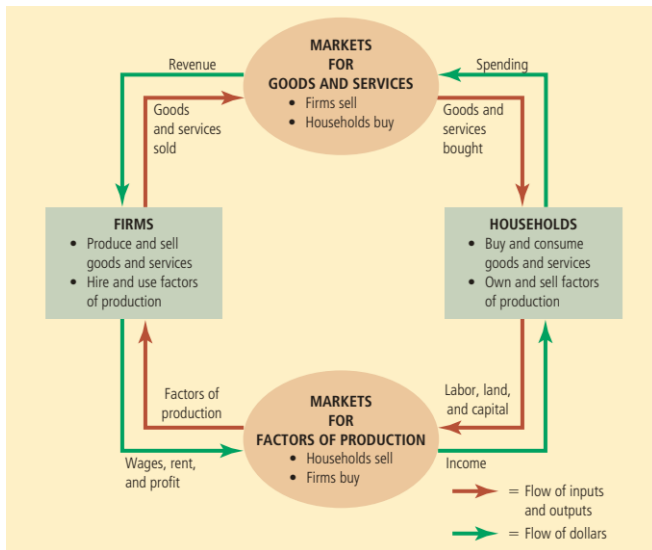 MARKETS
FOR
GOODS AND SERVICES
• Firms sell
• Households buy
Revenue
Spending
Goods
and services
sold
Goods and
services
bought
FIRMS
• Produce and sell
goods and services
• Hire and use factors
of production
HOUSEHOLDS
• Buy and consume
goods and services
• Own and sell factors
of production
Factors of
production
Labor, land,
and capital
MARKETS
FOR
FACTORS OF PRODUCTION
• Households sell
• Firms buy
Wages, rent,
and profit
Income
= Flow of inputs
and outputs
= Flow of dollars